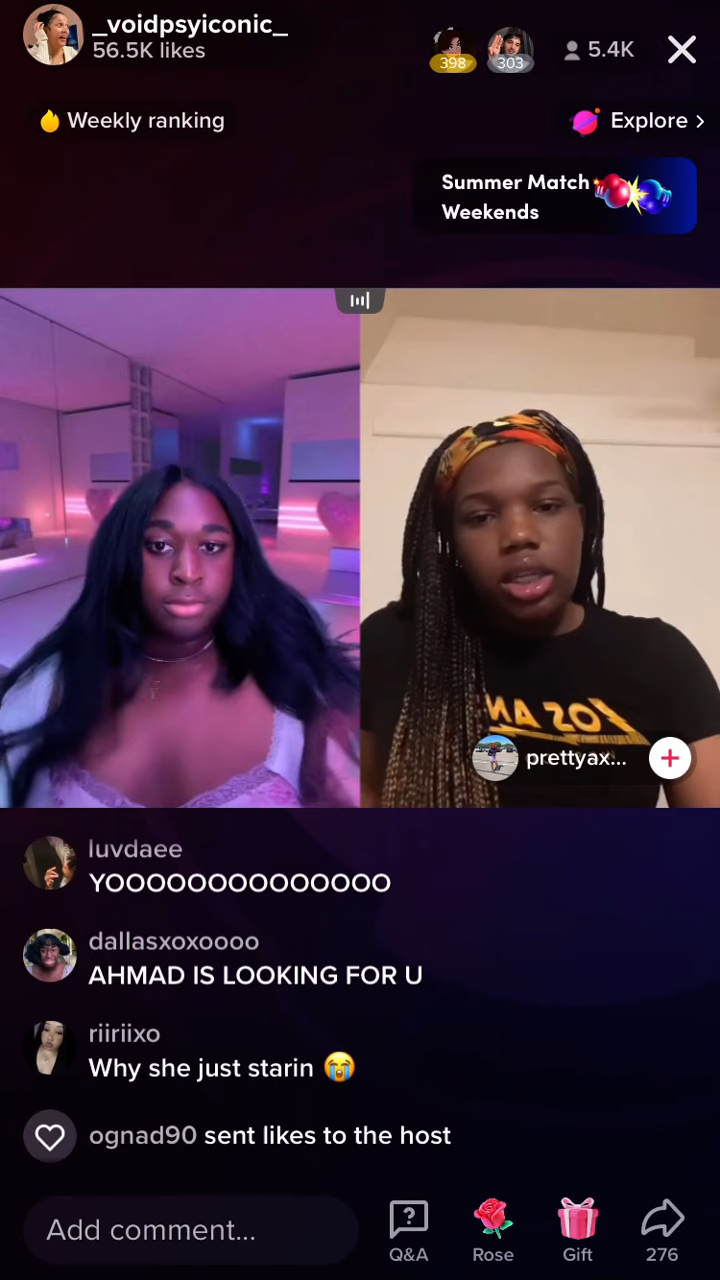 _voidpsyiconic_
56.5K likes
398
303
5.4K
Weekly ranking
Explore
Summer Match
Weekends
prettyax...
luvdaee
YOOOOOOOOOOOOOO
dallasxoxoooo
AHMAD IS LOOKING FOR U
riiriixo
Why she just starin 😭
ognad90 sent likes to the host
Add comment...
Q&A
Rose
Gift
276